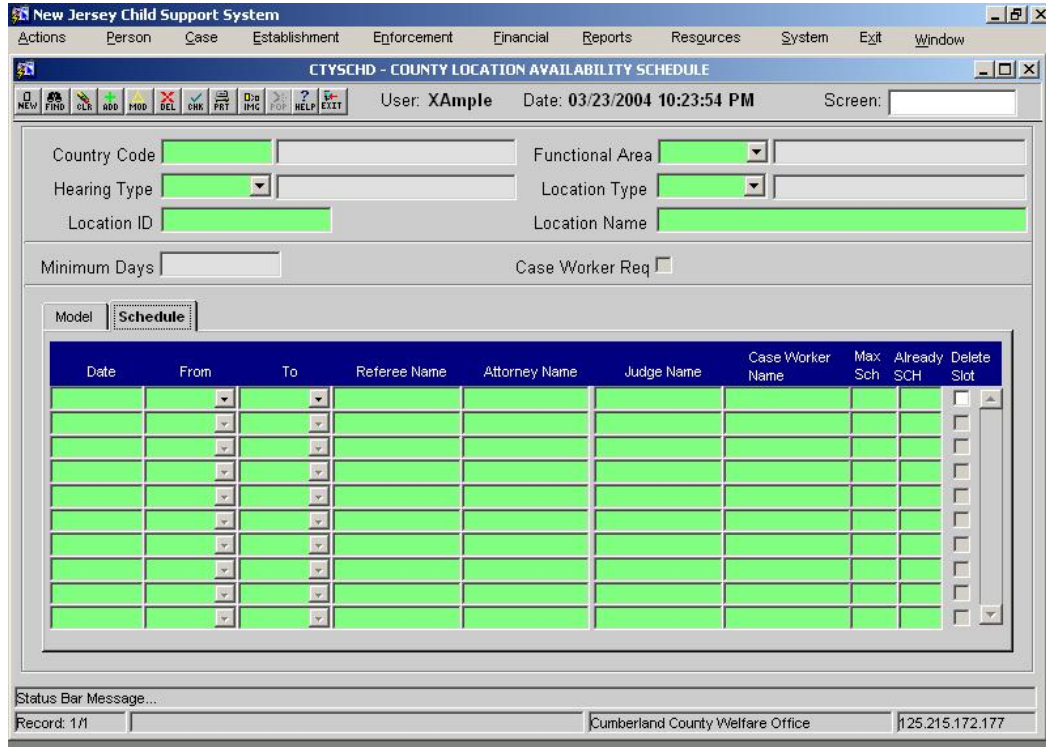 New Jersey Child Support System
Actions Person Case Establishment Enforcement Financial Reports Resources System Exit Window
CTYSCHD - COUNTY LOCATION AVAILABILITY SCHEDULE
NEW FIND CLR ADD MOD DEL CHK PRT IMG POP HELP EXIT User: XAmple Date: 03/23/2004 10:23:54 PM Screen:
Country Code Functional Area
Hearing Type Location Type
Location ID Location Name
Minimum Days Case Worker Req
Model Schedule
Date From To Referee Name Attorney Name Judge Name Case Worker Name Max Sch Already SCH Delete Slot
Status Bar Message...
Record: 1/1 Cumberland County Welfare Office 125.215.172.177